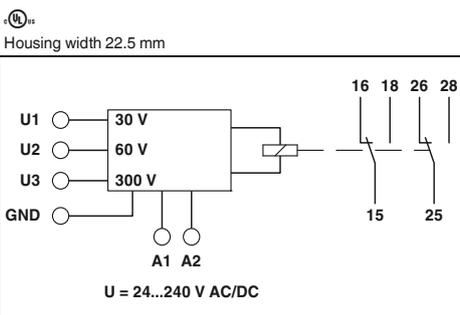 c UL us
Housing width 22.5 mm
16 18 26 28
U1 30 V
U2 60 V
U3 300 V
GND
15 25
A1 A2
U = 24...240 V AC/DC